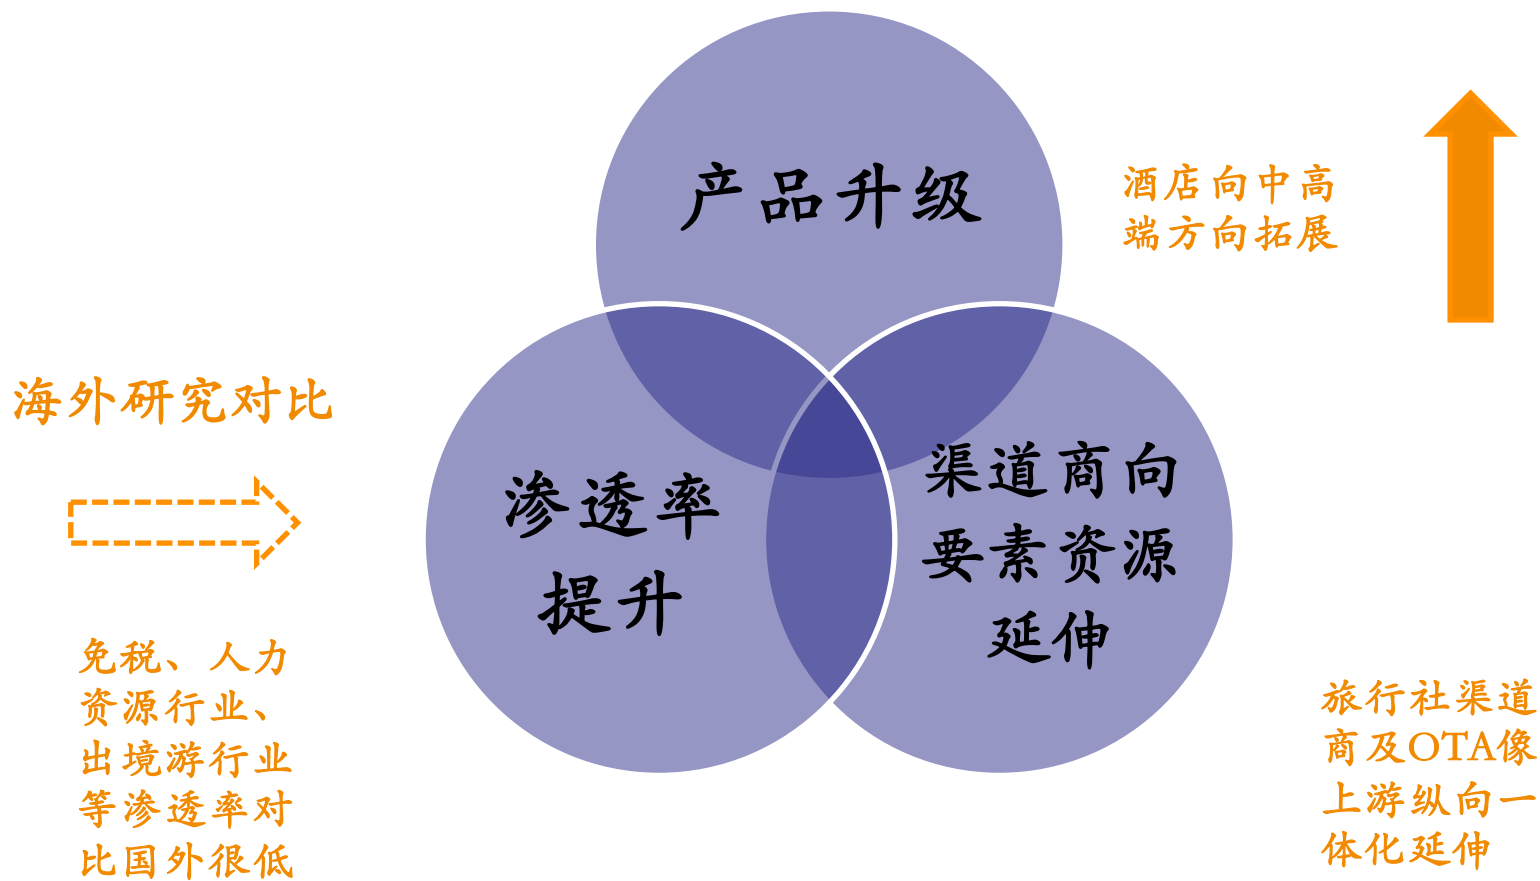 产品升级
酒店向中高
端方向拓展
海外研究对比
渗透率
提升
渠道商向
要素资源
延伸
免税、人力
资源行业、
出境游行业
等渗透率对
比国外很低
旅行社渠道
商及OTA像
上游纵向一
体化延伸